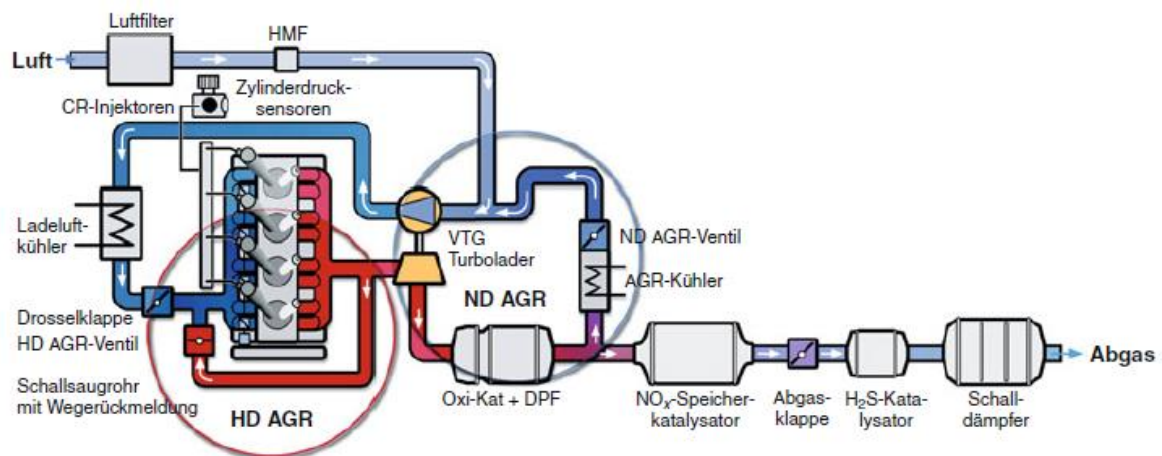 Luftfilter
HMF
Luft
Zylinderdruck-
sensoren
CR-Injektoren
Ladeluft-
kühler
VTG
Turbolader
ND AGR-Ventil
AGR-Kühler
ND AGR
Drosselklappe
HD AGR-Ventil
Abgas
Schallsaugrohr
mit Wegerückmeldung
HD AGR
Oxi-Kat + DPF
NOx-Speicher-
katalysator
Abgas-
klappe
H2S-Kata-
lysator
Schall-
dämpfer